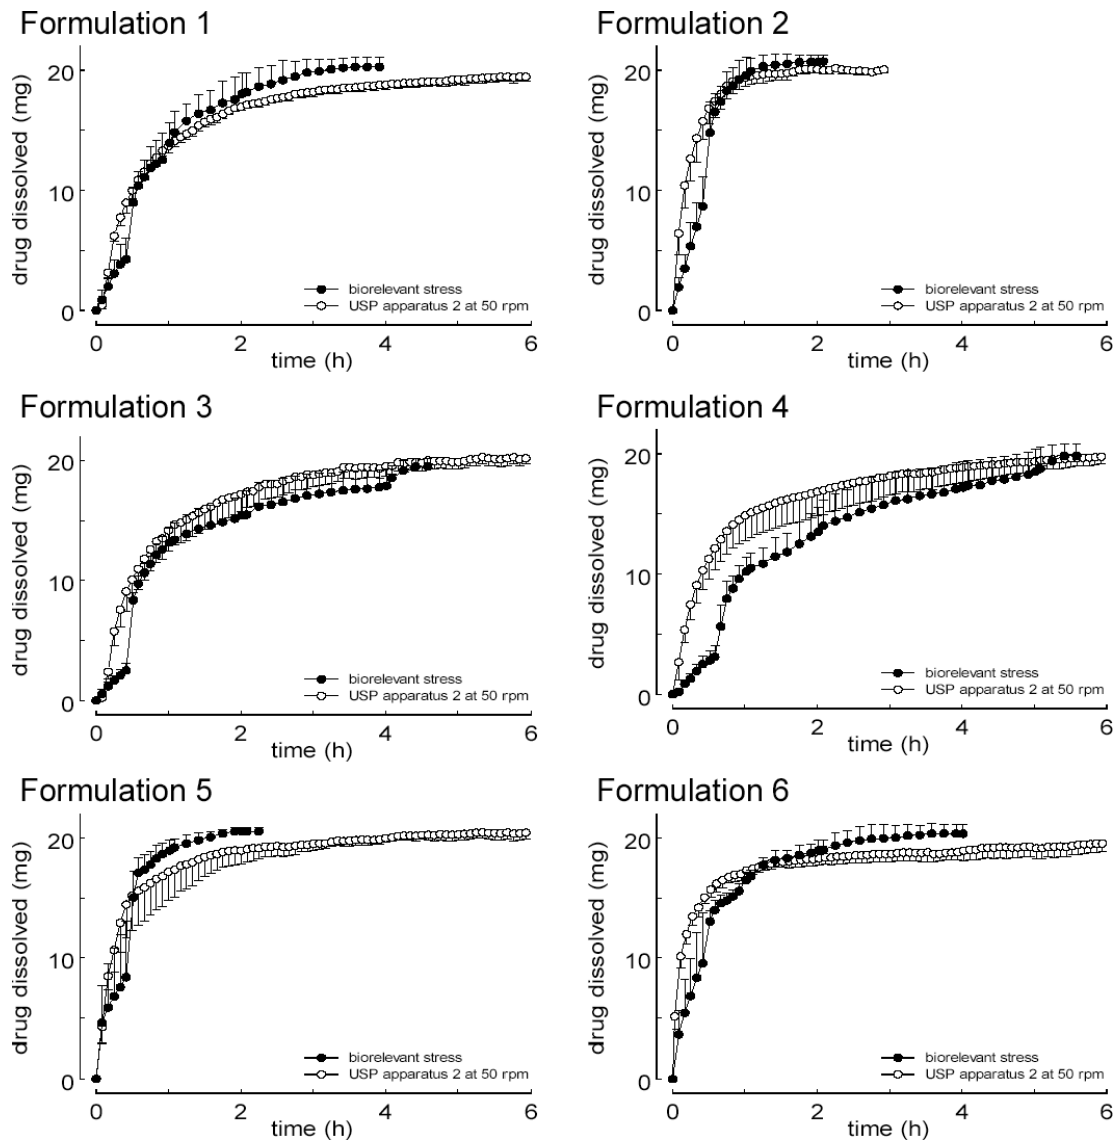 Formulation 1
drug dissolved (mg)
20
10
0
biorelevant stress
USP apparatus 2 at 50 rpm
0 2 4 6
time (h)
Formulation 2
drug dissolved (mg)
20
10
0
biorelevant stress
USP apparatus 2 at 50 rpm
0 2 4 6
time (h)
Formulation 3
drug dissolved (mg)
20
10
0
biorelevant stress
USP apparatus 2 at 50 rpm
0 2 4 6
time (h)
Formulation 4
drug dissolved (mg)
20
10
0
biorelevant stress
USP apparatus 2 at 50 rpm
0 2 4 6
time (h)
Formulation 5
drug dissolved (mg)
20
10
0
biorelevant stress
USP apparatus 2 at 50 rpm
0 2 4 6
time (h)
Formulation 6
drug dissolved (mg)
20
10
0
biorelevant stress
USP apparatus 2 at 50 rpm
0 2 4 6
time (h)